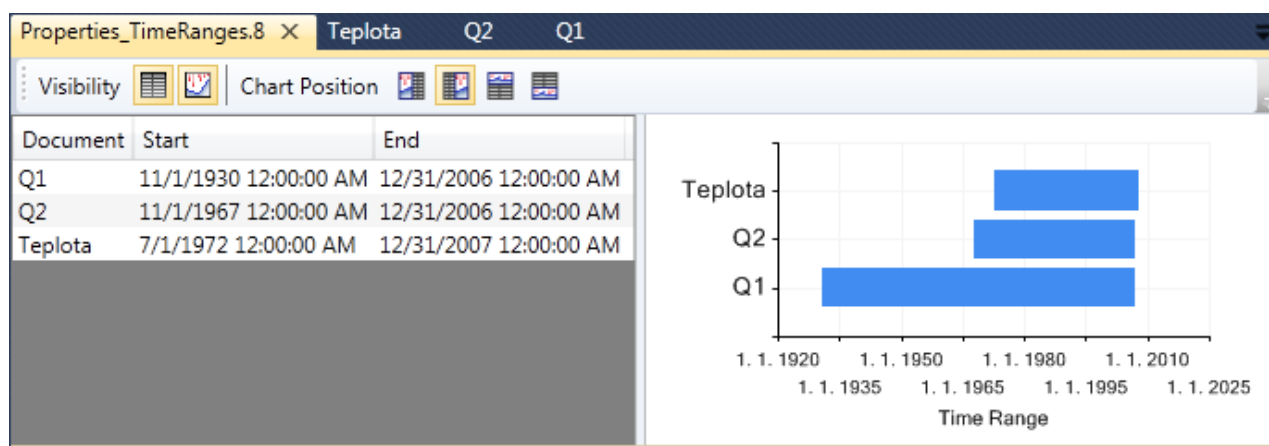 Properties_TimeRanges.8 Teplota Q2 Q1
Visibility Chart Position
Document Start End
Q1 11/1/1930 12:00:00 AM 12/31/2006 12:00:00 AM
Q2 11/1/1967 12:00:00 AM 12/31/2006 12:00:00 AM
Teplota 7/1/1972 12:00:00 AM 12/31/2007 12:00:00 AM
Teplota
Q2
Q1
1. 1. 1920 1. 1. 1950 1. 1. 1980 1. 1. 2010
1. 1. 1935 1. 1. 1965 1. 1. 1995 1. 1. 2025
Time Range